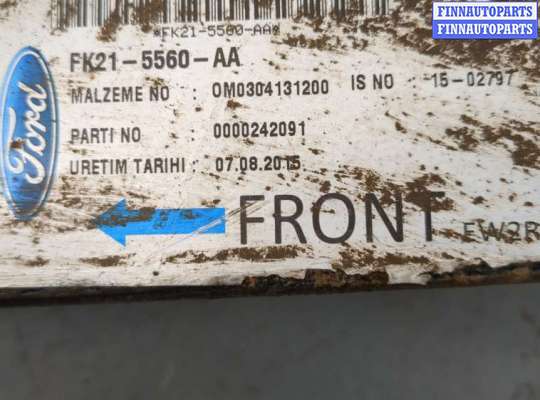 FINNAUTOPARTS
FINNAUTOPARTS
*FK21-5560-AA*
FK21-5560-AA
MALZEME NO : 0M0304131200 IS NO : 15-02797
PARTI NO : 0000242091
URETIM TARIHI : 07.08.2015
Ford
FRONT